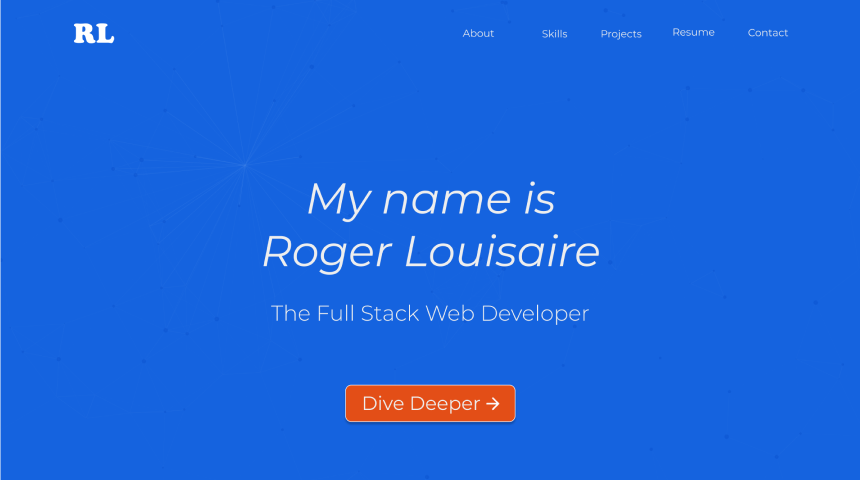 RL
About Skills Projects Resume Contact
My name is
Roger Louisaire
The Full Stack Web Developer
Dive Deeper →